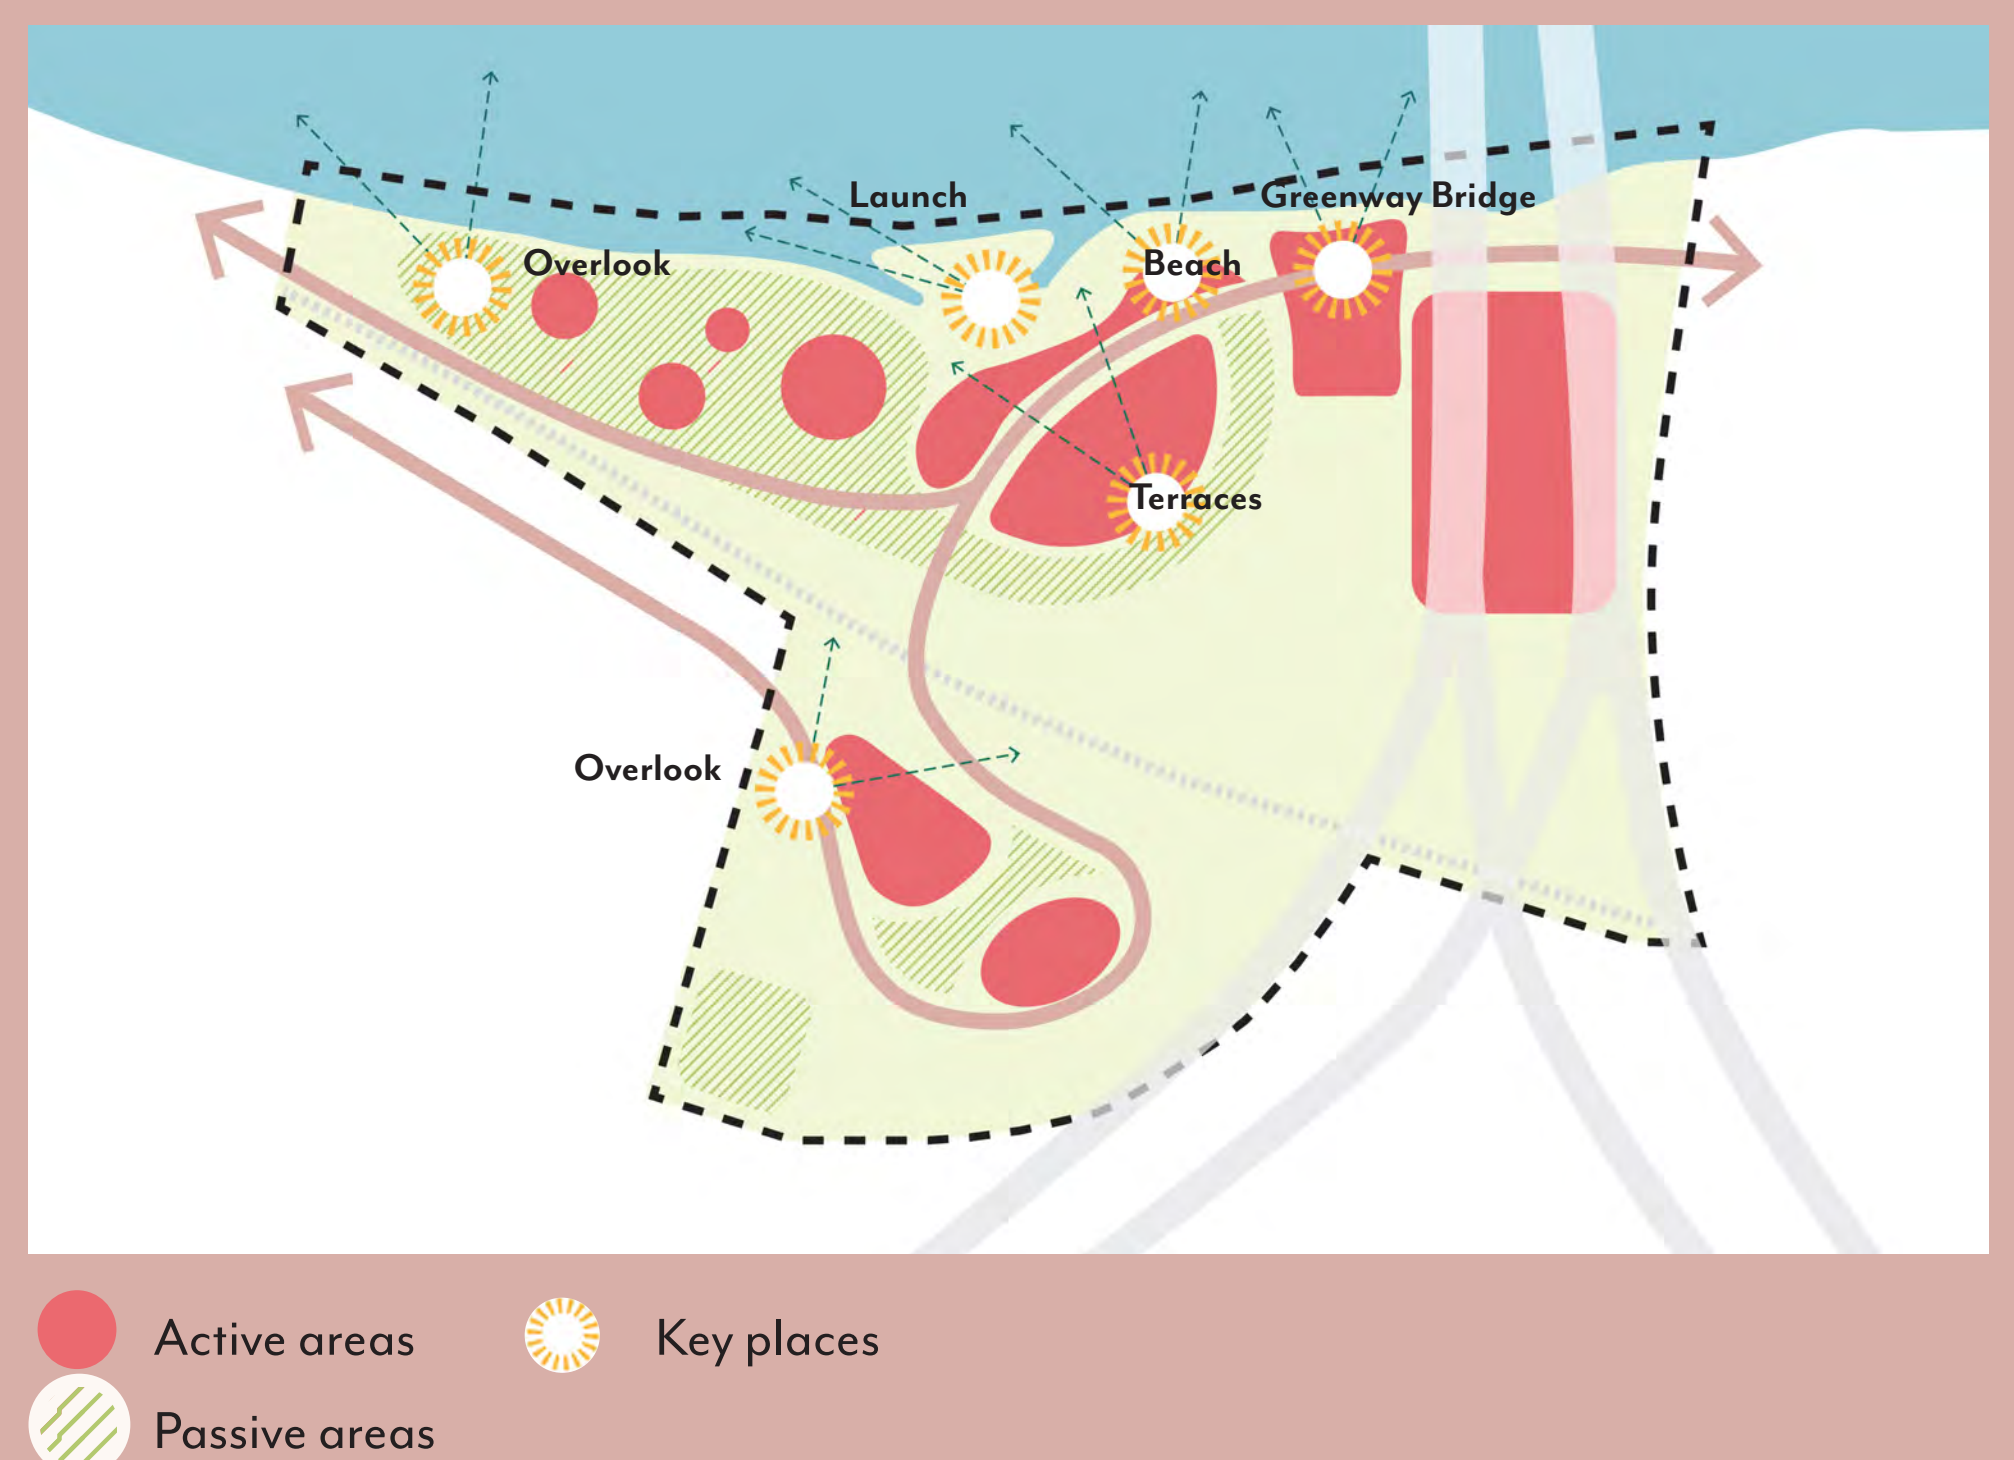 Launch
Greenway Bridge
Overlook
Beach
Terraces
Overlook
Active areas
Key places
Passive areas